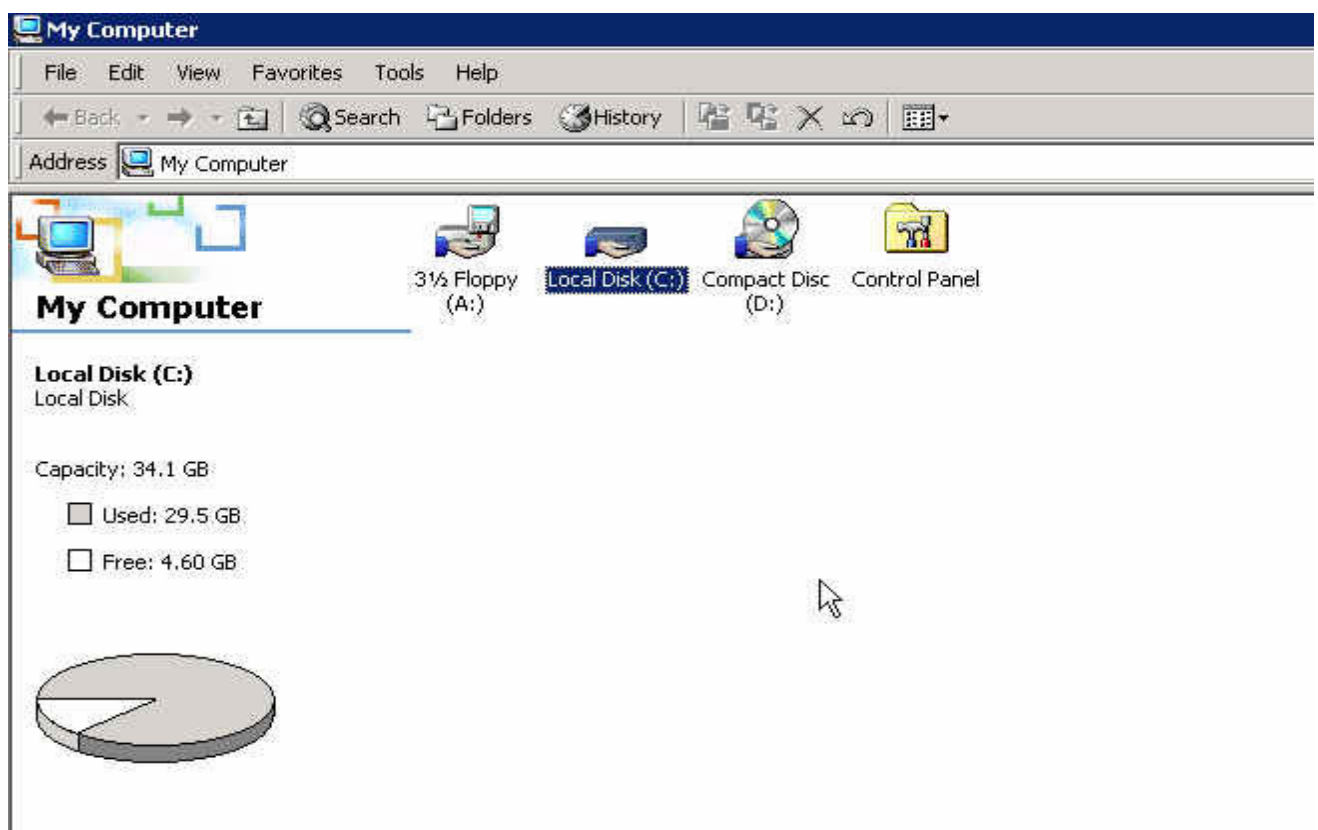 My Computer
File Edit View Favorites Tools Help
Back Search Folders History
Address My Computer
3½ Floppy (A:)
Local Disk (C:)
Compact Disc (D:)
Control Panel
My Computer
Local Disk (C:)
Local Disk
Capacity: 34.1 GB
Used: 29.5 GB
Free: 4.60 GB